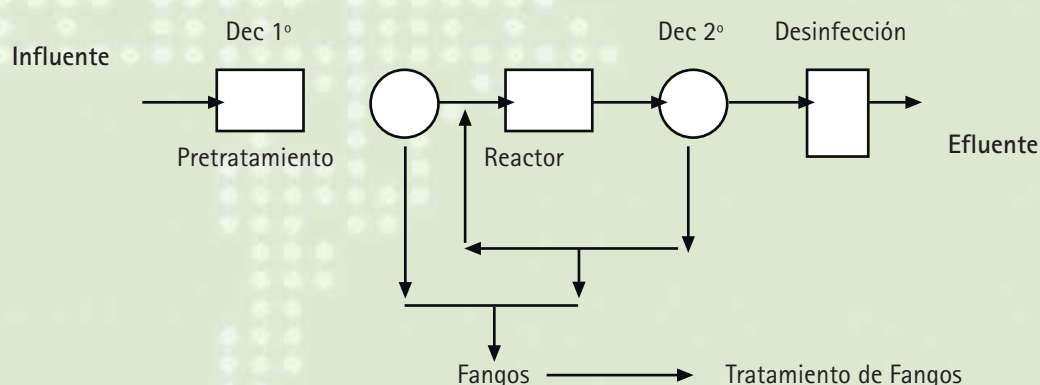 Dec 1º
Dec 2º
Desinfección
Influente
Efluente
Pretratamiento
Reactor
Fangos
Tratamiento de Fangos